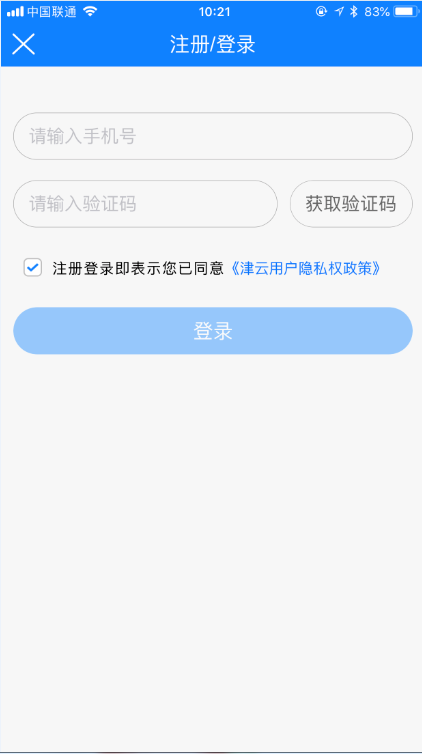 中国联通 10:21 83%
注册/登录
请输入手机号
请输入验证码 获取验证码
注册登录即表示您已同意《津云用户隐私权政策》
登录